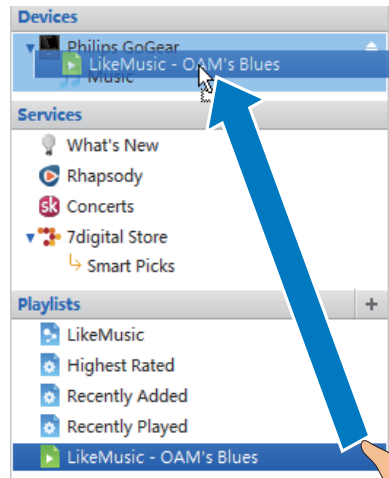 Devices
Philips GoGear
LikeMusic - OAM's Blues
Music
Services
What's New
Rhapsody
sk Concerts
7digital Store
Smart Picks
Playlists +
LikeMusic
Highest Rated
Recently Added
Recently Played
LikeMusic - OAM's Blues